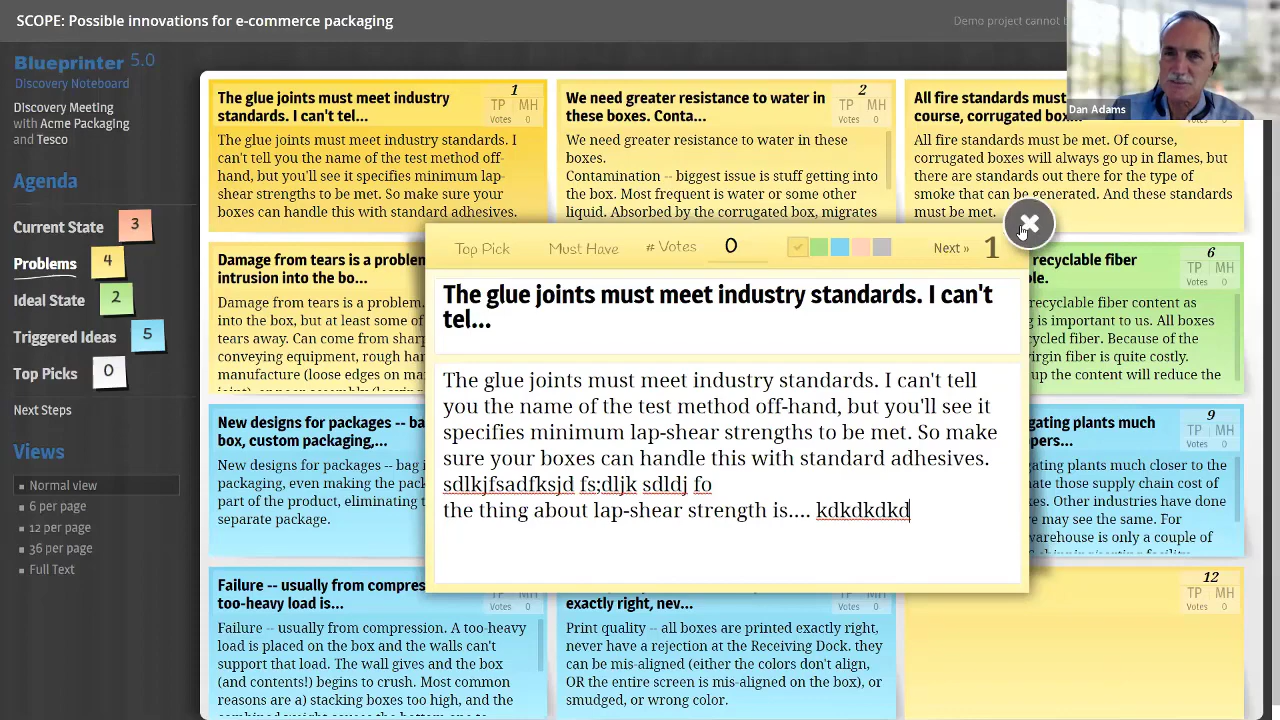 SCOPE: Possible innovations for e-commerce packaging
Demo project cannot
Blueprinter 5.0
Discovery Noteboard
Discovery Meeting
with Acme Packaging
and Tesco
Agenda
Current State 3
Problems 4
Ideal State 2
Triggered Ideas 5
Top Picks 0
Next Steps
Views
Normal view
6 per page
12 per page
36 per page
Full Text
Dan Adams
The glue joints must meet industry
standards. I can't tel...
1
TP MH
Votes 0
The glue joints must meet industry standards. I
can't tell you the name of the test method off-
hand, but you'll see it specifies minimum lap-
shear strengths to be met. So make sure your
boxes can handle this with standard adhesives.
We need greater resistance to water in
these boxes. Conta...
2
TP MH
Votes 0
We need greater resistance to water in these
boxes.
Contamination -- biggest issue is stuff getting into
the box. Most frequent is water or some other
liquid. Absorbed by the corrugated box, migrates
All fire standards must
course, corrugated box
All fire standards must be met. Of course,
corrugated boxes will always go up in flames, but
there are standards out there for the type of
smoke that can be generated. And these standards
must be met.
Top Pick Must Have # Votes 0 Next » 1
The glue joints must meet industry standards. I can't
tel...
The glue joints must meet industry standards. I can't tell
you the name of the test method off-hand, but you'll see it
specifies minimum lap-shear strengths to be met. So make
sure your boxes can handle this with standard adhesives.
sdlkjfsadfksjd fs;dljk sdldj fo
the thing about lap-shear strength is.... kdkdkdkd
Damage from tears is a problem
intrusion into the bo...
Damage from tears is a problem.
into the box, but at least some of
tears away. Can come from sharp
conveying equipment, rough han
manufacture (loose edges on ma
recyclable fiber
6
TP MH
Votes 0
recycled fiber content as
is important to us. All boxes
cycled fiber. Because of the
virgin fiber is quite costly.
up the content will reduce the
New designs for packages -- ba
box, custom packaging,...
New designs for packages -- bag i
packaging, even making the pack
part of the product, eliminating t
separate package.
gating plants much
9
TP MH
Votes 0
gating plants much closer to the
ate those supply chain cost of
Other industries have done
e may see the same. For
warehouse is only a couple of
Failure -- usually from compres
too-heavy load is...
Failure -- usually from compression. A too-heavy
load is placed on the box and the walls can't
support that load. The wall gives and the box
(and contents!) begins to crush. Most common
reasons are a) stacking boxes too high, and the
exactly right, nev...
TP MH
Votes 0
Print quality -- all boxes are printed exactly right,
never have a rejection at the Receiving Dock. they
can be mis-aligned (either the colors don't align,
OR the entire screen is mis-aligned on the box), or
smudged, or wrong color.
12
TP MH
Votes 0